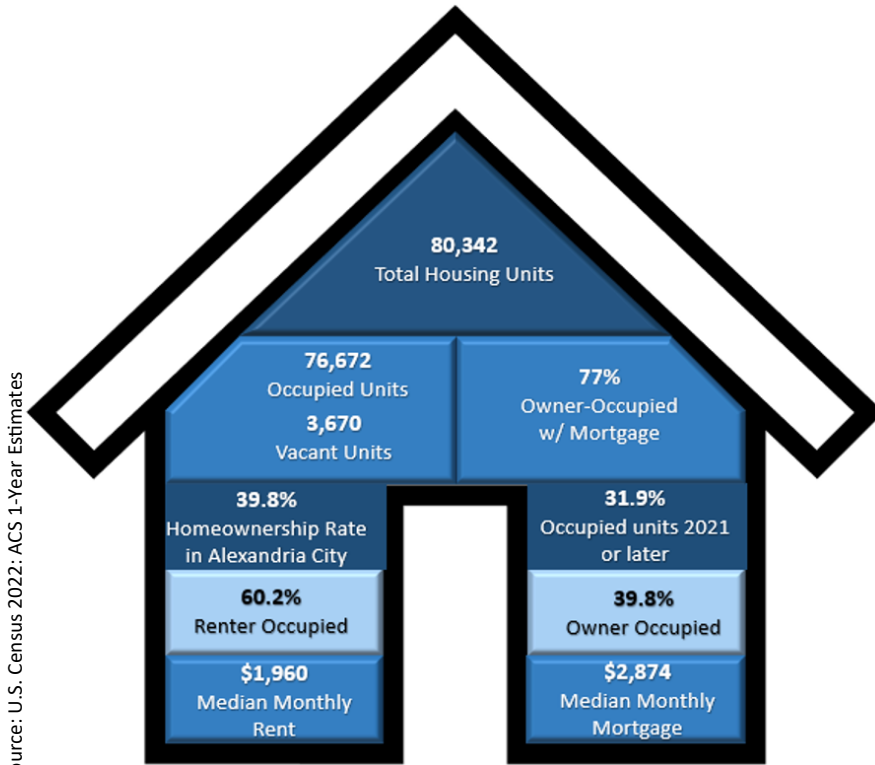 80,342
Total Housing Units
76,672
Occupied Units
3,670
Vacant Units
77%
Owner-Occupied
w/ Mortgage
39.8%
Homeownership Rate
in Alexandria City
31.9%
Occupied units 2021
or later
60.2%
Renter Occupied
39.8%
Owner Occupied
$1,960
Median Monthly
Rent
$2,874
Median Monthly
Mortgage
ource: U.S. Census 2022: ACS 1-Year Estimates